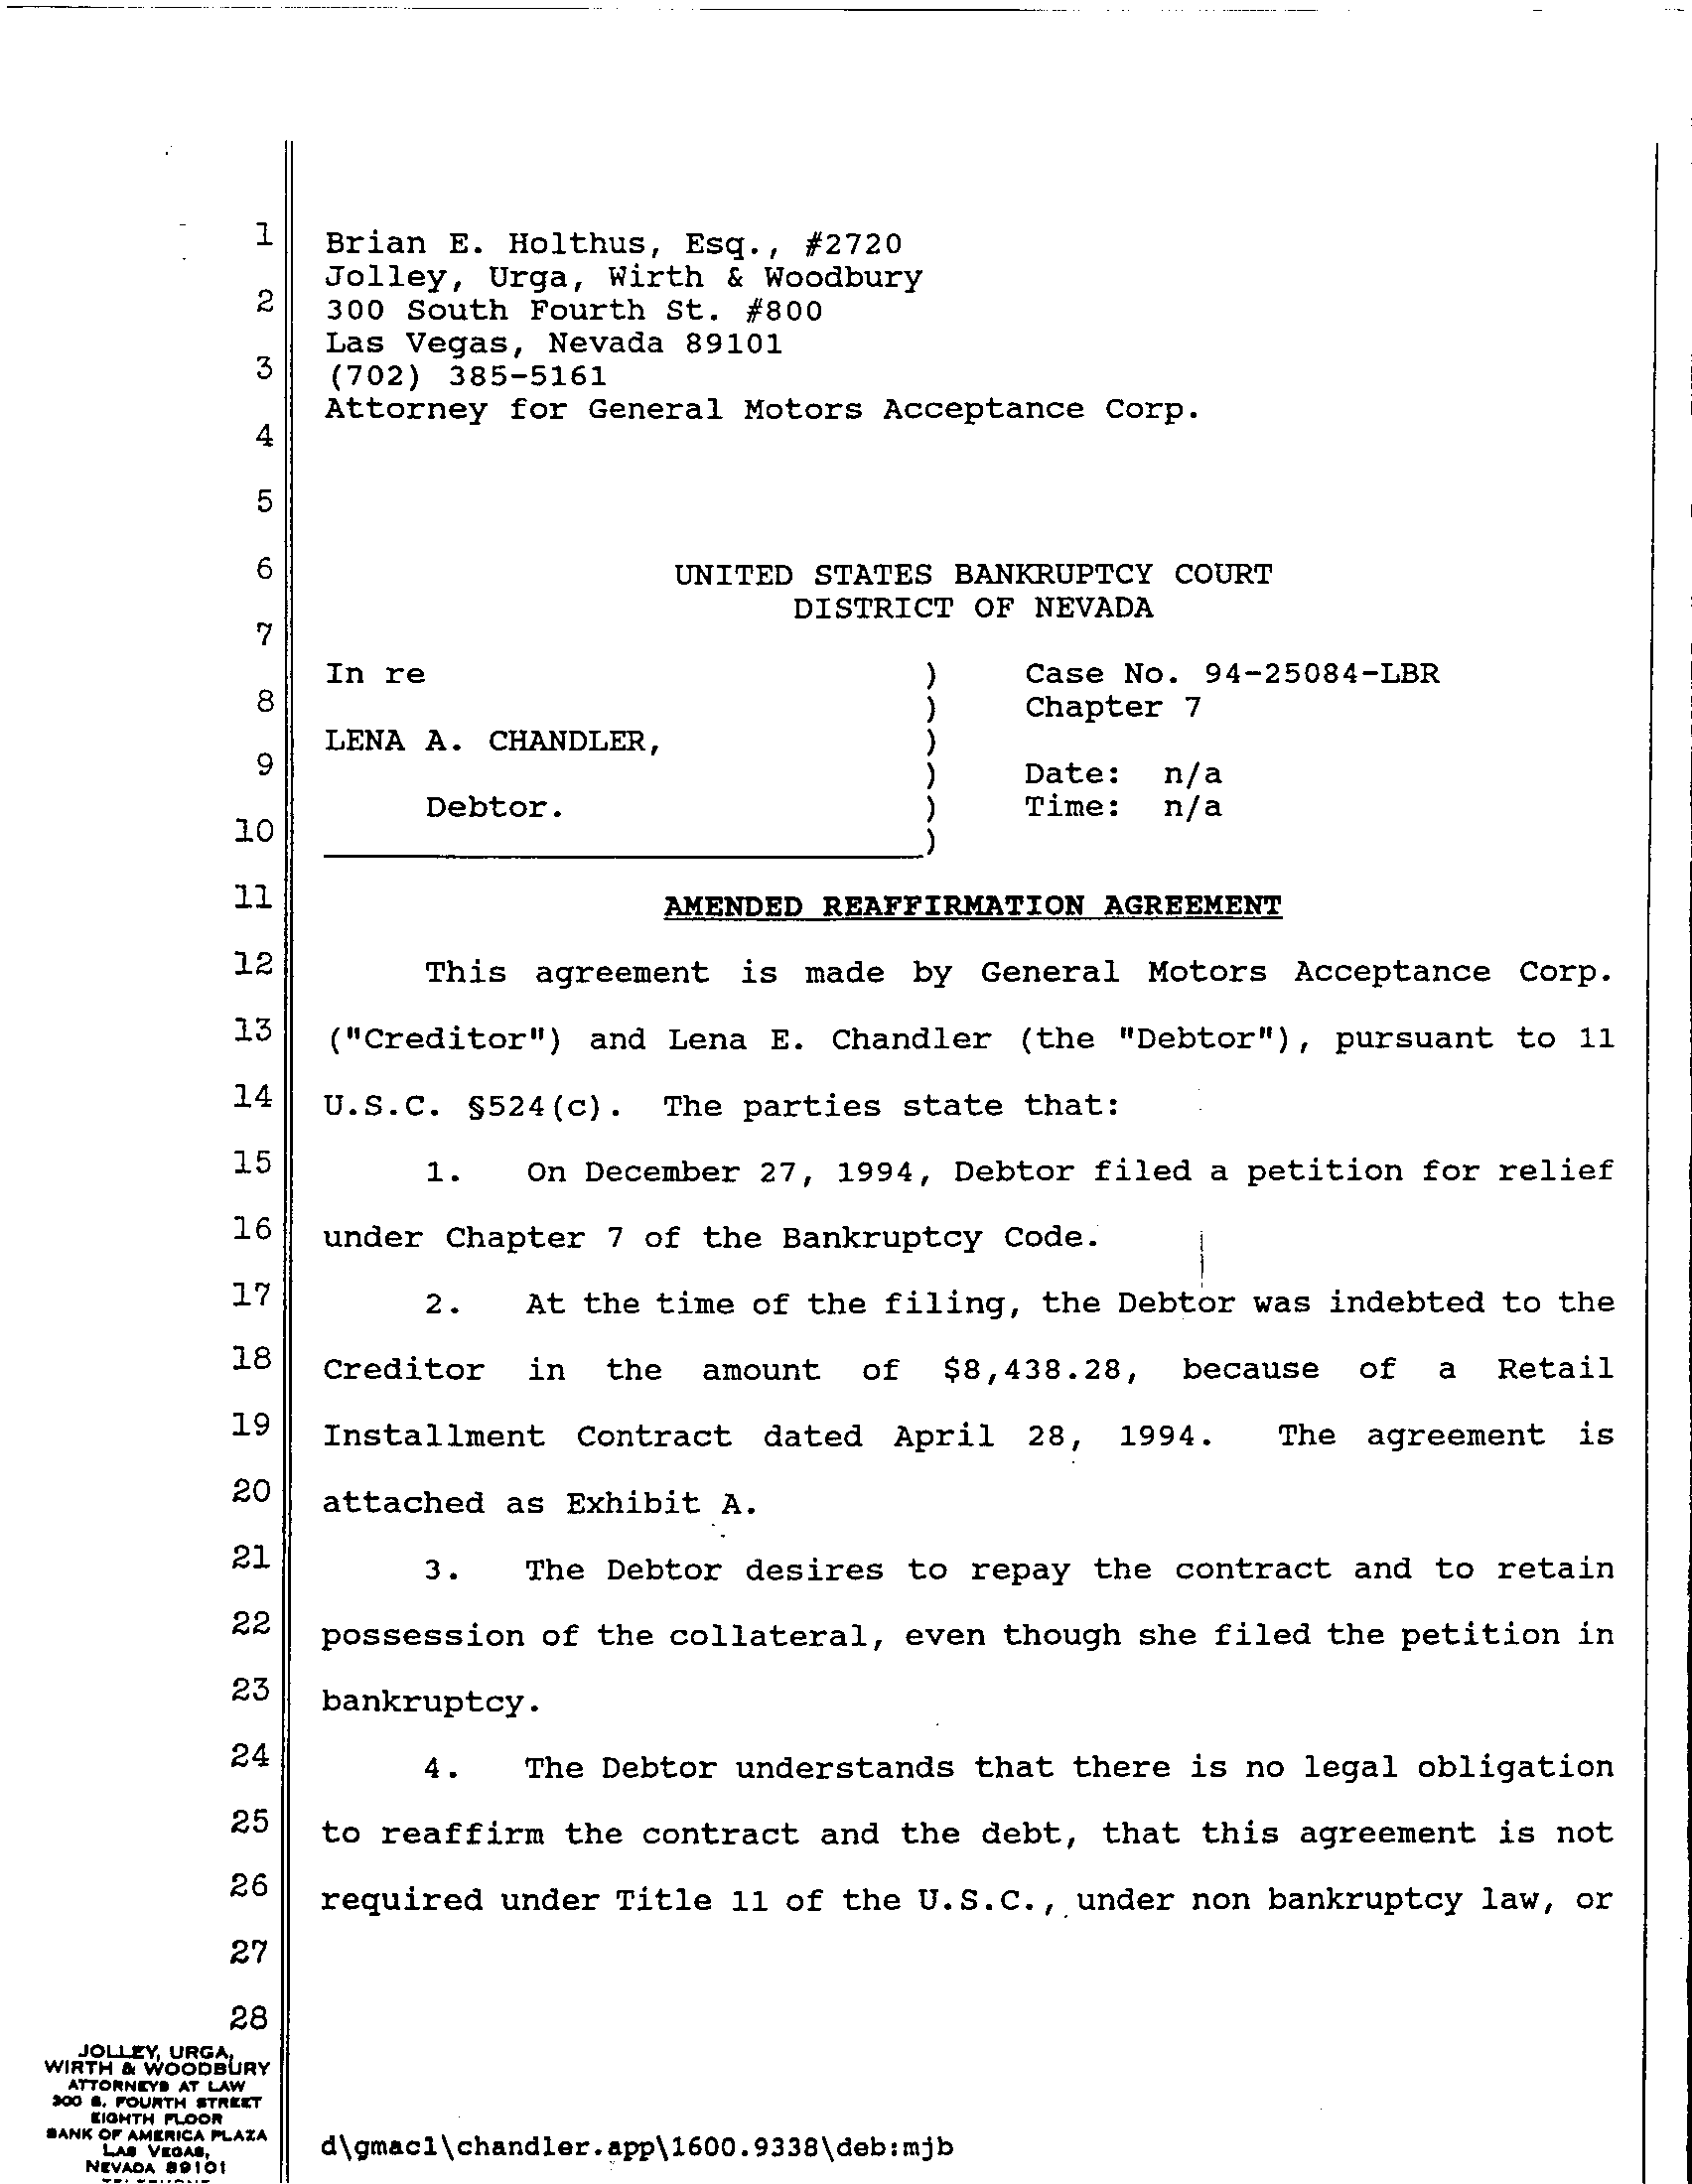 1 Brian E. Holthus, Esq., #2720
Jolley, Urga, Wirth & Woodbury
2 300 South Fourth St. #800
Las Vegas, Nevada 89101
3 (702) 385-5161
Attorney for General Motors Acceptance Corp.
4
5
6 UNITED STATES BANKRUPTCY COURT
DISTRICT OF NEVADA
7
In re ) Case No. 94-25084-LBR
8 ) Chapter 7
LENA A. CHANDLER, )
9 ) Date: n/a
Debtor. ) Time: n/a
10 )
11 AMENDED REAFFIRMATION AGREEMENT
12 This agreement is made by General Motors Acceptance Corp.
13 ("Creditor") and Lena E. Chandler (the "Debtor"), pursuant to 11
14 U.S.C. §524(c). The parties state that:
15 1. On December 27, 1994, Debtor filed a petition for relief
16 under Chapter 7 of the Bankruptcy Code.
17 2. At the time of the filing, the Debtor was indebted to the
18 Creditor in the amount of $8,438.28, because of a Retail
19 Installment Contract dated April 28, 1994. The agreement is
20 attached as Exhibit A.
21 3. The Debtor desires to repay the contract and to retain
22 possession of the collateral, even though she filed the petition in
23 bankruptcy.
24 4. The Debtor understands that there is no legal obligation
25 to reaffirm the contract and the debt, that this agreement is not
26 required under Title 11 of the U.S.C., under non bankruptcy law, or
27
28
JOLLEY, URGA,
WIRTH & WOODBURY
ATTORNEYS AT LAW
300 S. FOURTH STREET
EIGHTH FLOOR
BANK OF AMERICA PLAZA
LAS VEGAS,
NEVADA 89101
d\gmacl\chandler.app\1600.9338\deb:mjb